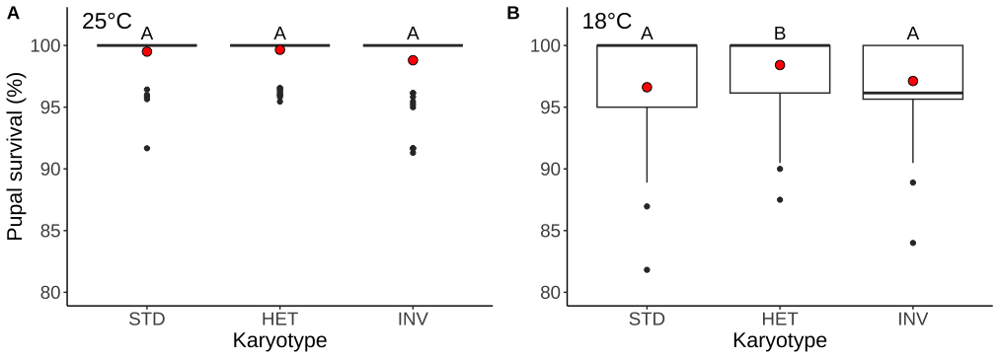 A
25°C
A A A
Pupal survival (%)
100
95
90
85
80
STD HET INV
Karyotype
B
18°C
A B A
100
95
90
85
80
STD HET INV
Karyotype